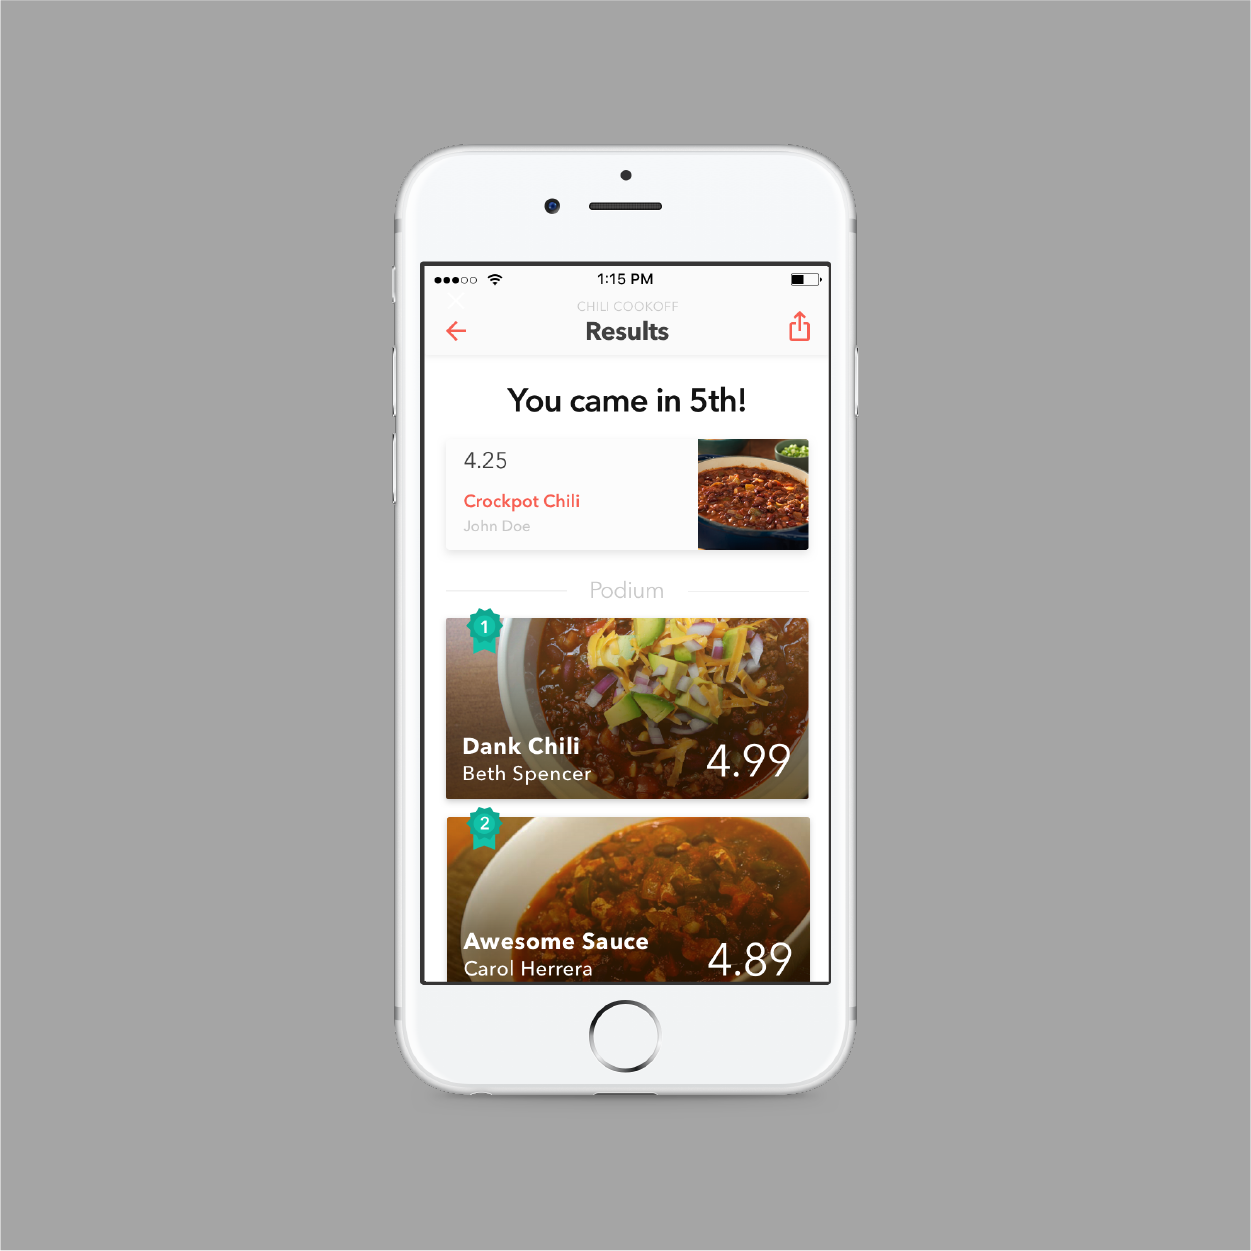 1:15 PM
CHILI COOKOFF
Results
You came in 5th!
4.25
Crockpot Chili
John Doe
Podium
1
Dank Chili
Beth Spencer
4.99
2
Awesome Sauce
Carol Herrera
4.89